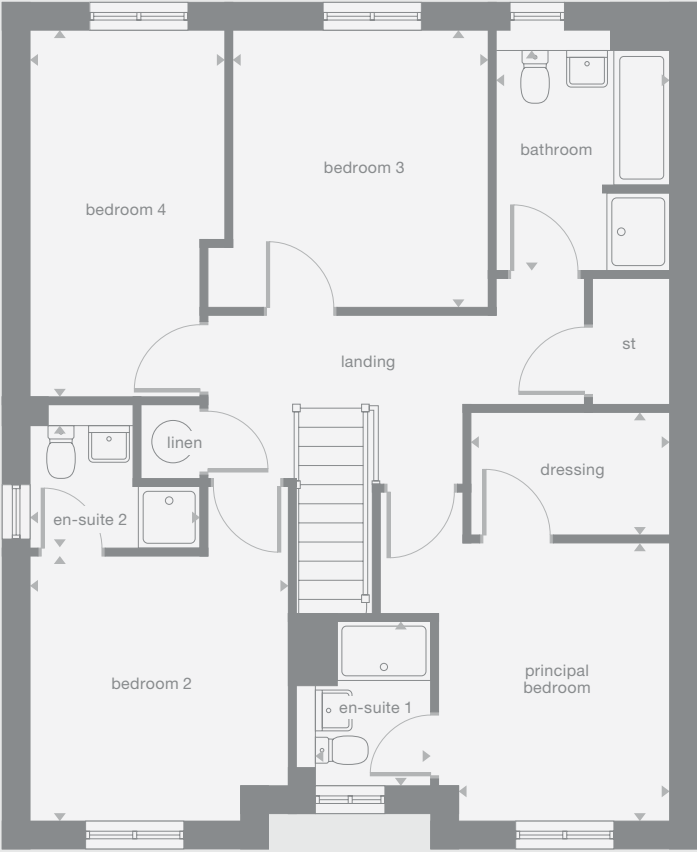 bathroom
bedroom 3
bedroom 4
st
landing
linen
dressing
en-suite 2
principal
bedroom
bedroom 2
en-suite 1